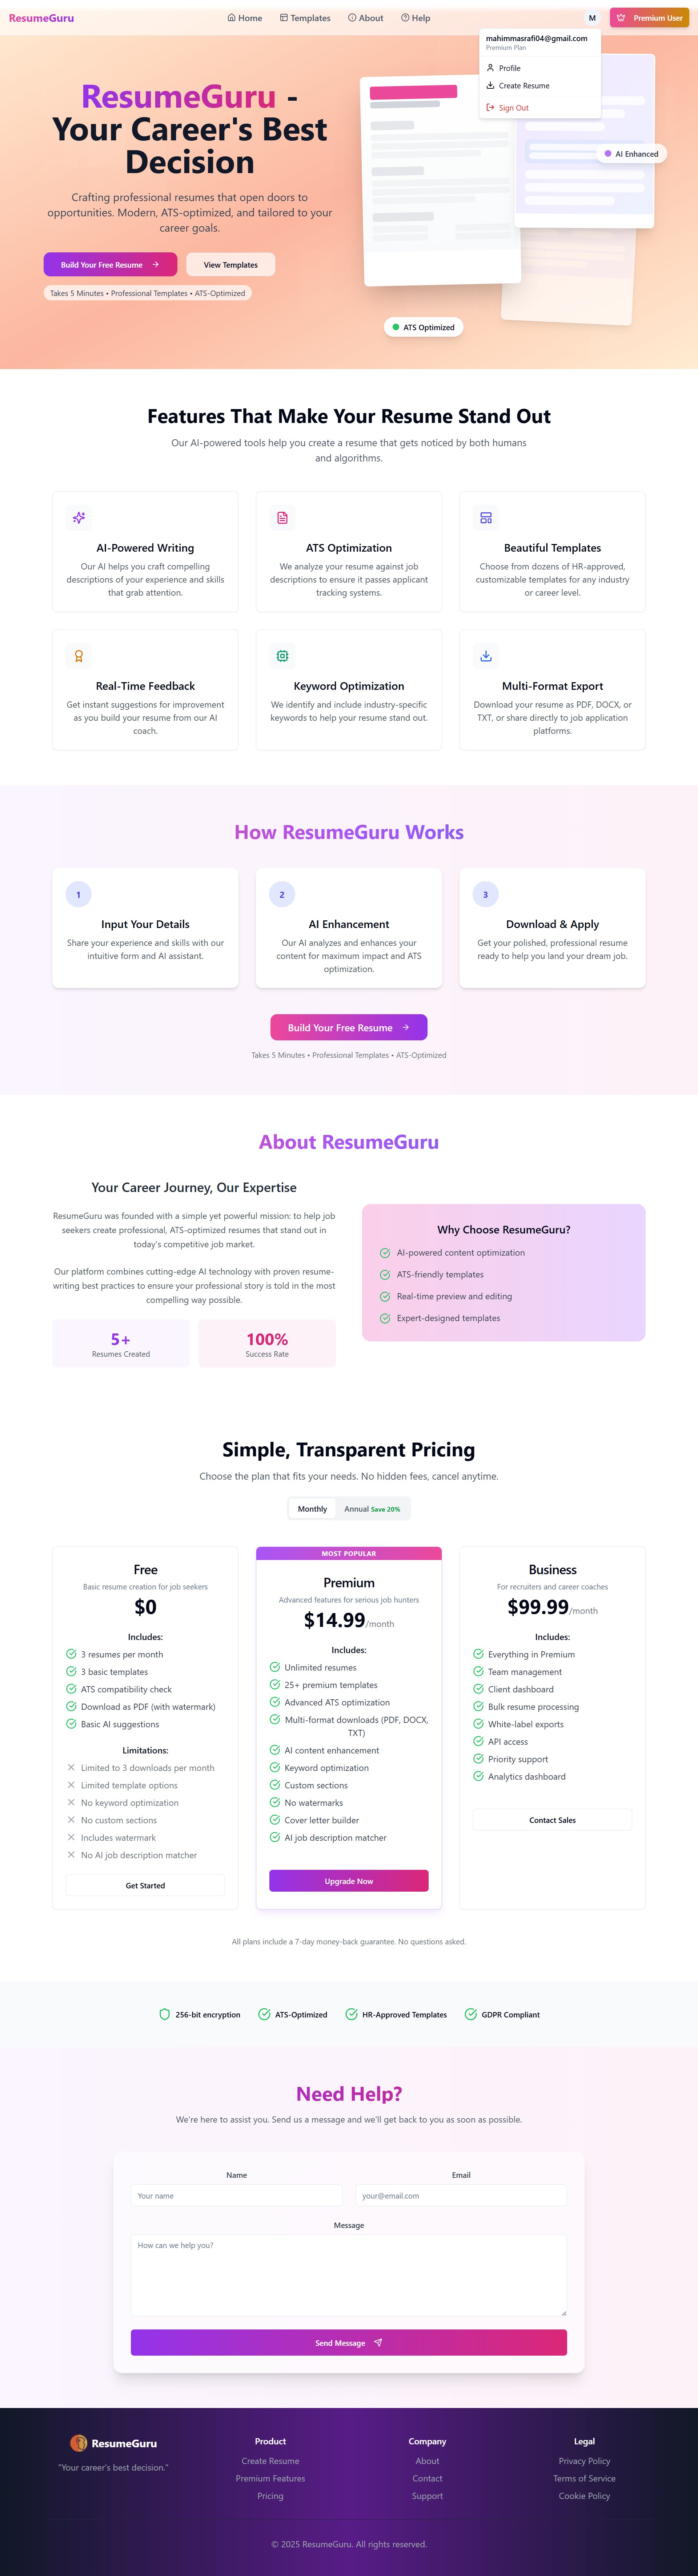 ResumeGuru
Home
Templates
About
Help
M
Premium User
mahimmasrafi04@gmail.com
Premium Plan
Profile
Create Resume
Sign Out
ResumeGuru -
Your Career's Best
Decision
Crafting professional resumes that open doors to
opportunities. Modern, ATS-optimized, and tailored to your
career goals.
Build Your Free Resume
View Templates
Takes 5 Minutes • Professional Templates • ATS-Optimized
AI Enhanced
ATS Optimized
Features That Make Your Resume Stand Out
Our AI-powered tools help you create a resume that gets noticed by both humans
and algorithms.
AI-Powered Writing
Our AI helps you craft compelling
descriptions of your experience and skills
that grab attention.
ATS Optimization
We analyze your resume against job
descriptions to ensure it passes applicant
tracking systems.
Beautiful Templates
Choose from dozens of HR-approved,
customizable templates for any industry
or career level.
Real-Time Feedback
Get instant suggestions for improvement
as you build your resume from our AI
coach.
Keyword Optimization
We identify and include industry-specific
keywords to help your resume stand out.
Multi-Format Export
Download your resume as PDF, DOCX, or
TXT, or share directly to job application
platforms.
How ResumeGuru Works
1
Input Your Details
Share your experience and skills with our
intuitive form and AI assistant.
2
AI Enhancement
Our AI analyzes and enhances your
content for maximum impact and ATS
optimization.
3
Download & Apply
Get your polished, professional resume
ready to help you land your dream job.
Build Your Free Resume
Takes 5 Minutes • Professional Templates • ATS-Optimized
About ResumeGuru
Your Career Journey, Our Expertise
ResumeGuru was founded with a simple yet powerful mission: to help job
seekers create professional, ATS-optimized resumes that stand out in
today's competitive job market.
Our platform combines cutting-edge AI technology with proven resume-
writing best practices to ensure your professional story is told in the most
compelling way possible.
5+
Resumes Created
100%
Success Rate
Why Choose ResumeGuru?
AI-powered content optimization
ATS-friendly templates
Real-time preview and editing
Expert-designed templates
Simple, Transparent Pricing
Choose the plan that fits your needs. No hidden fees, cancel anytime.
Monthly
Annual Save 20%
Free
Basic resume creation for job seekers
$0
Includes:
3 resumes per month
3 basic templates
ATS compatibility check
Download as PDF (with watermark)
Basic AI suggestions
Limitations:
Limited to 3 downloads per month
Limited template options
No keyword optimization
No custom sections
Includes watermark
No AI job description matcher
Get Started
MOST POPULAR
Premium
Advanced features for serious job hunters
$14.99/month
Includes:
Unlimited resumes
25+ premium templates
Advanced ATS optimization
Multi-format downloads (PDF, DOCX,
TXT)
AI content enhancement
Keyword optimization
Custom sections
No watermarks
Cover letter builder
AI job description matcher
Upgrade Now
Business
For recruiters and career coaches
$99.99/month
Includes:
Everything in Premium
Team management
Client dashboard
Bulk resume processing
White-label exports
API access
Priority support
Analytics dashboard
Contact Sales
All plans include a 7-day money-back guarantee. No questions asked.
256-bit encryption
ATS-Optimized
HR-Approved Templates
GDPR Compliant
Need Help?
We're here to assist you. Send us a message and we'll get back to you as soon as possible.
Name
Your name
Email
your@email.com
Message
How can we help you?
Send Message
ResumeGuru
"Your career's best decision."
Product
Create Resume
Premium Features
Pricing
Company
About
Contact
Support
Legal
Privacy Policy
Terms of Service
Cookie Policy
© 2025 ResumeGuru. All rights reserved.